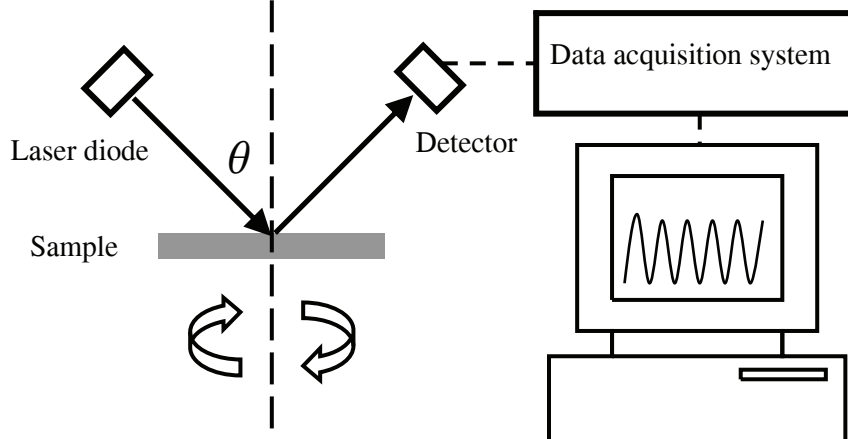 Data acquisition system
Laser diode
θ
Detector
Sample